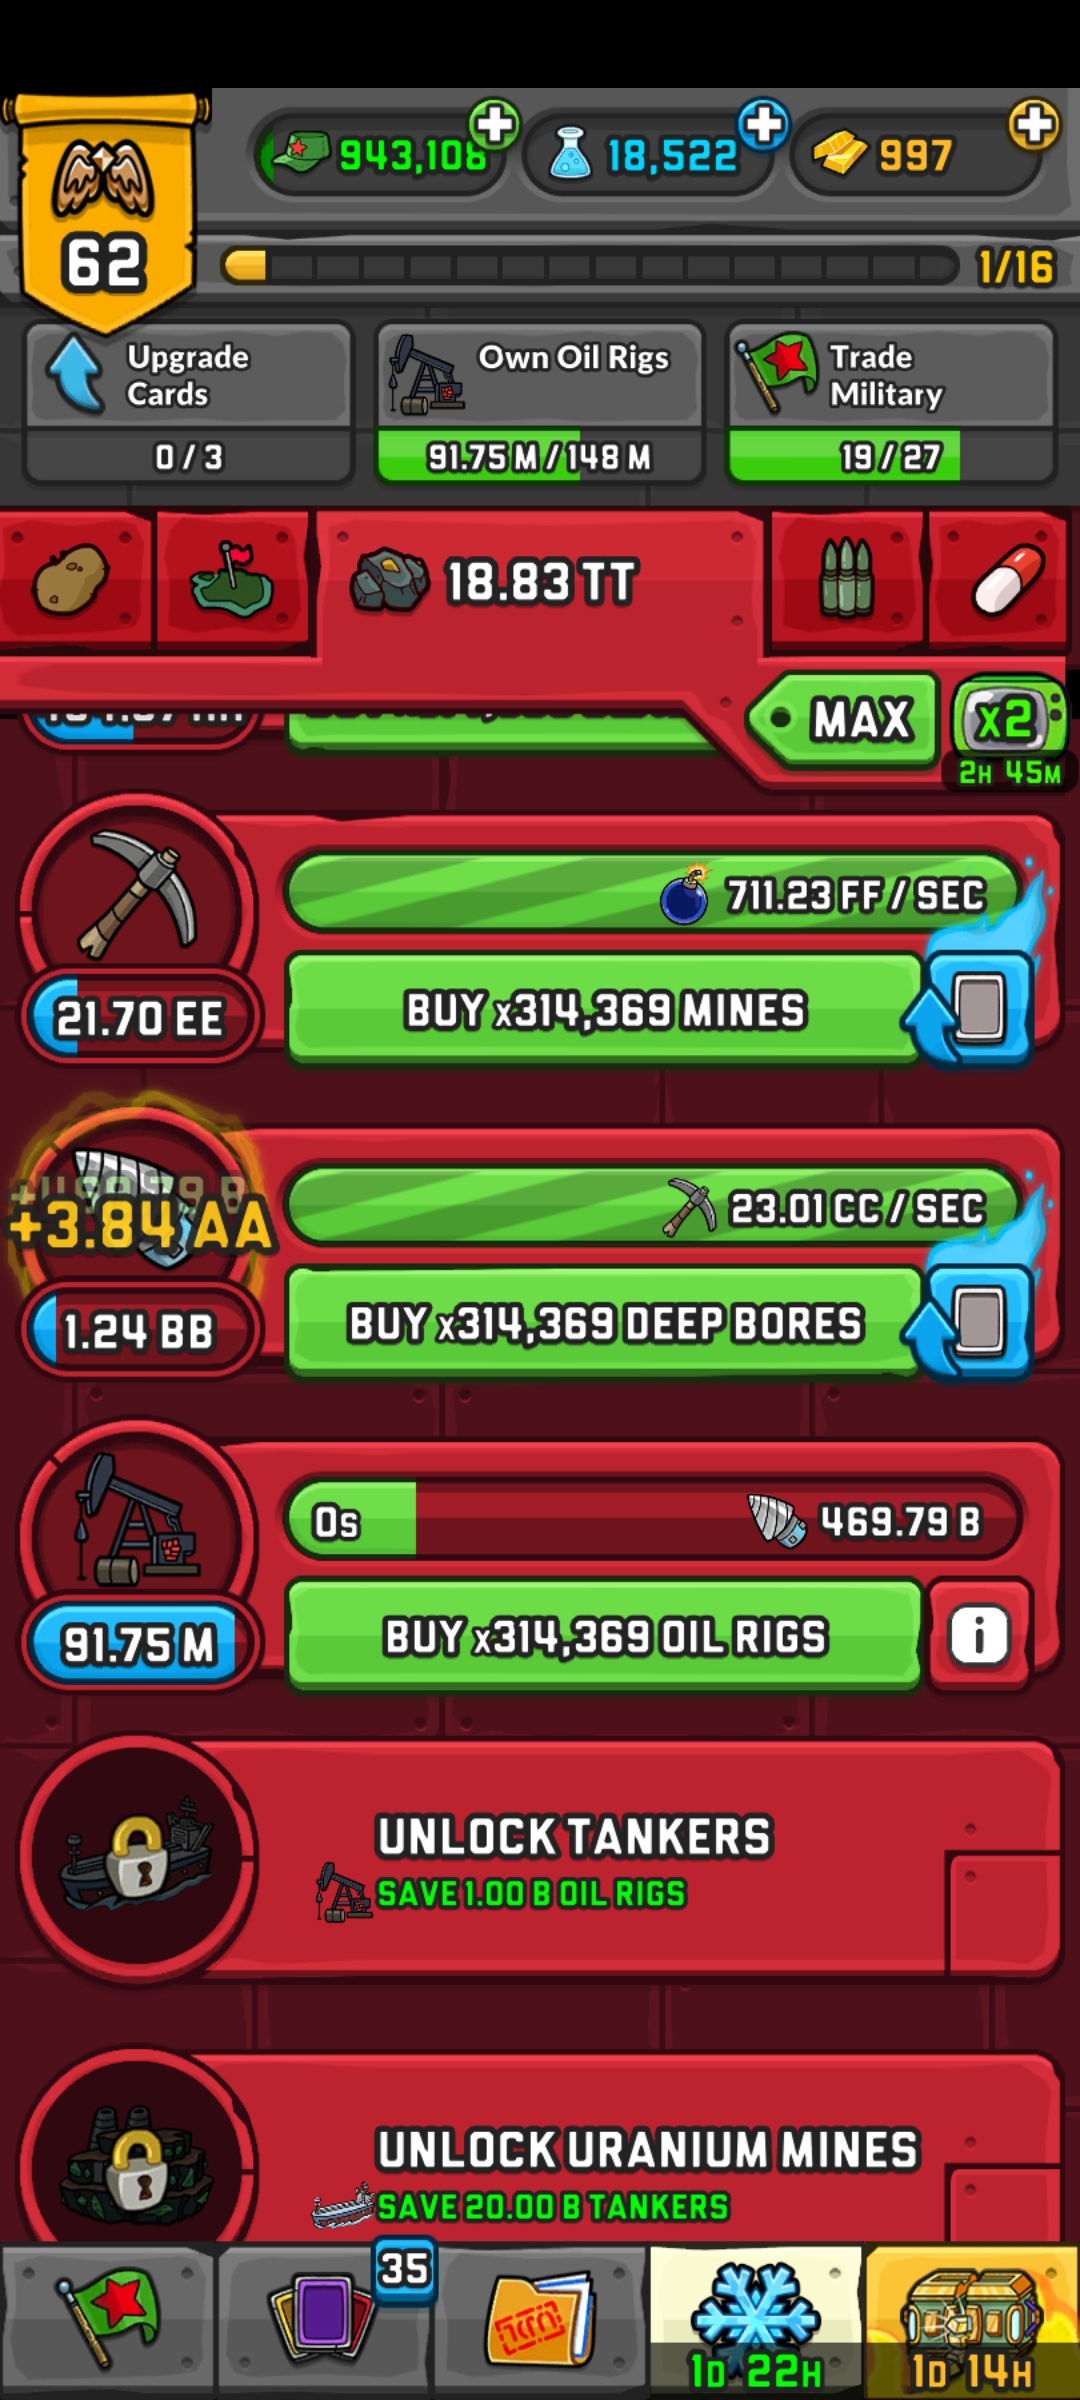 943,108
18,522
997
62
1/16
Upgrade
Cards
0 / 3
Own Oil Rigs
91.75 M / 148 M
Trade
Military
19 / 27
18.83 TT
MAX
x2
2H 45M
711.23 FF / SEC
21.70 EE
BUY x314,369 MINES
+3.84 AA
23.01 CC / SEC
1.24 BB
BUY x314,369 DEEP BORES
0s
469.79 B
91.75 M
BUY x314,369 OIL RIGS
i
UNLOCK TANKERS
SAVE 1.00 B OIL RIGS
UNLOCK URANIUM MINES
SAVE 20.00 B TANKERS
35
1D 22H
1D 14H